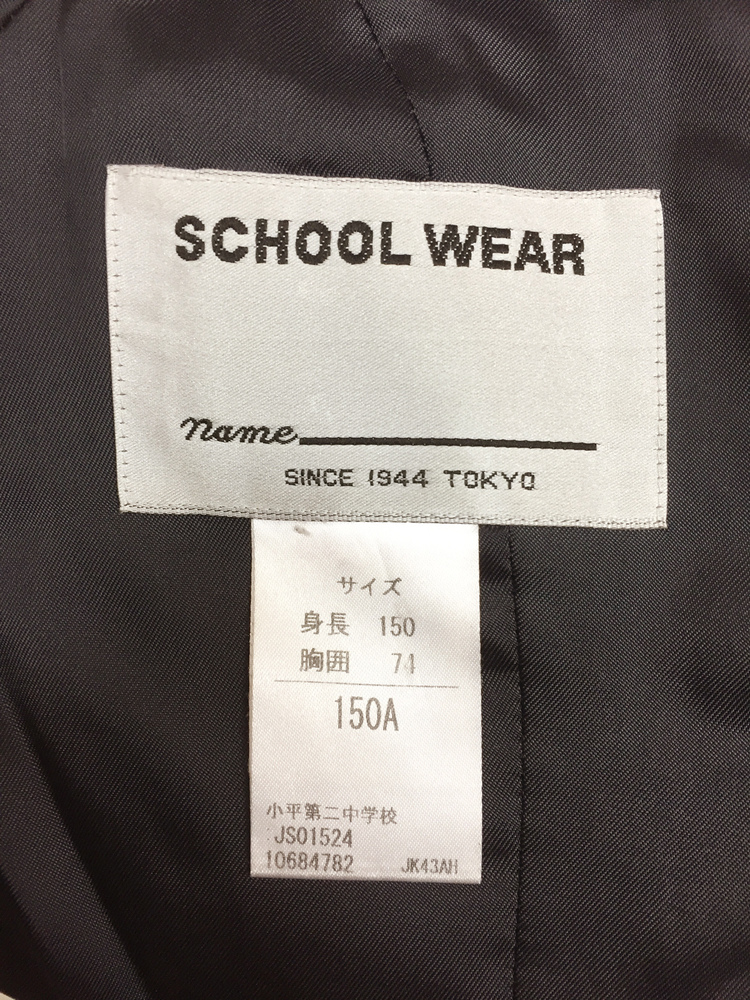 SCHOOL WEAR
name
SINCE 1944 TOKYO
サイズ
身長 150
胸囲 74
150A
小平第二中学校
JS01524
10684782 JK43AH